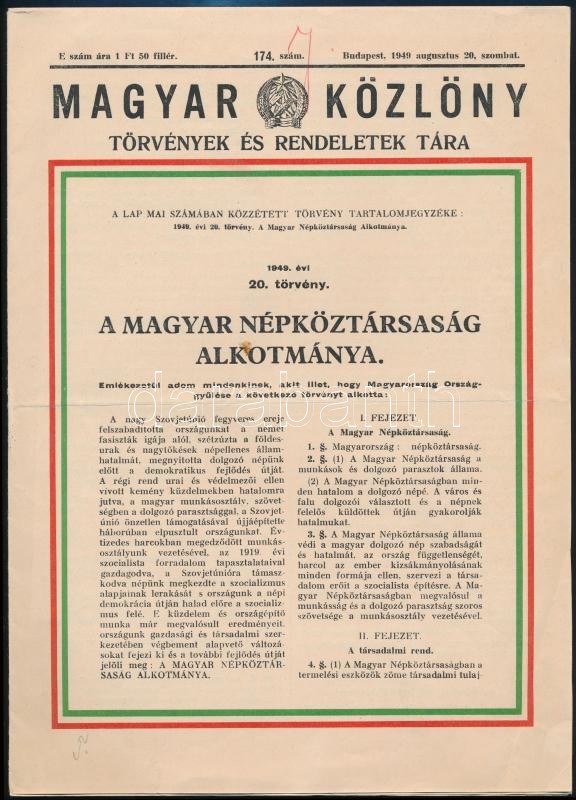 E szám ára 1 Ft 50 fillér. 174. szám. Budapest, 1949 augusztus 20, szombat.
MAGYAR KÖZLÖNY
TÖRVÉNYEK ÉS RENDELETEK TÁRA
A LAP MAI SZÁMÁBAN KÖZZÉTETT TÖRVÉNY TARTALOMJEGYZÉKE :
1949. évi 20. törvény. A Magyar Népköztársaság Alkotmánya.
1949. évi
20. törvény.
A MAGYAR NÉPKÖZTÁRSASÁG
ALKOTMÁNYA.
Emlékezetül adom mindenkinek, akit illet, hogy Magyarország Ország-
gyűlése a következő törvényt alkotta :
A nagy Szovjetúnió fegyveres ereje
felszabadította országunkat a német
fasiszták igája alól, szétzúzta a földes-
urak és nagytőkések népellenes állam-
hatalmát, megnyitotta dolgozó népünk
előtt a demokratikus fejlődés útját.
A régi rend urai és védelmezői ellen
vívott kemény küzdelmekben hatalomra
jutva, a magyar munkásosztály, szövet-
ségben a dolgozó parasztsággal, a Szovjet-
únió önzetlen támogatásával újjáépítette
háborúban elpusztult országunkat. Év-
tizedes harcokban megedződött munkás-
osztályunk vezetésével, az 1919. évi
szocialista forradalom tapasztalataival
gazdagodva, a Szovjetúnióra támasz-
kodva népünk megkezdte a szocializmus
alapjainak lerakását s országunk a népi
demokrácia útján halad előre a szocializ-
mus felé. E küzdelem és országépítő
munka már megvalósult eredményeit,
országunk gazdasági és társadalmi szer-
kezetében végbement alapvető változá-
sokat fejezi ki és a további fejlődés útját
jelöli meg : A MAGYAR NÉPKÖZTÁR-
SASÁG ALKOTMÁNYA.
I. FEJEZET.
A Magyar Népköztársaság.
1. §. Magyarország : népköztársaság.
2. §. (1) A Magyar Népköztársaság a
munkások és dolgozó parasztok állama.
(2) A Magyar Népköztársaságban min-
den hatalom a dolgozó népé. A város és
falu dolgozói választott és a népnek
felelős küldöttek útján gyakorolják
hatalmukat.
3. §. A Magyar Népköztársaság állama
védi a magyar dolgozó nép szabadságát
és hatalmát, az ország függetlenségét,
harcol az ember kizsákmányolásának
minden formája ellen, szervezi a társa-
dalom erőit a szocialista építésre. A Ma-
gyar Népköztársaságban megvalósul a
munkásság és a dolgozó parasztság szoros
szövetsége a munkásosztály vezetésével.
II. FEJEZET.
A társadalmi rend.
4. §. (1) A Magyar Népköztársaságban a
termelési eszközök zöme társadalmi tulaj-
darabanth